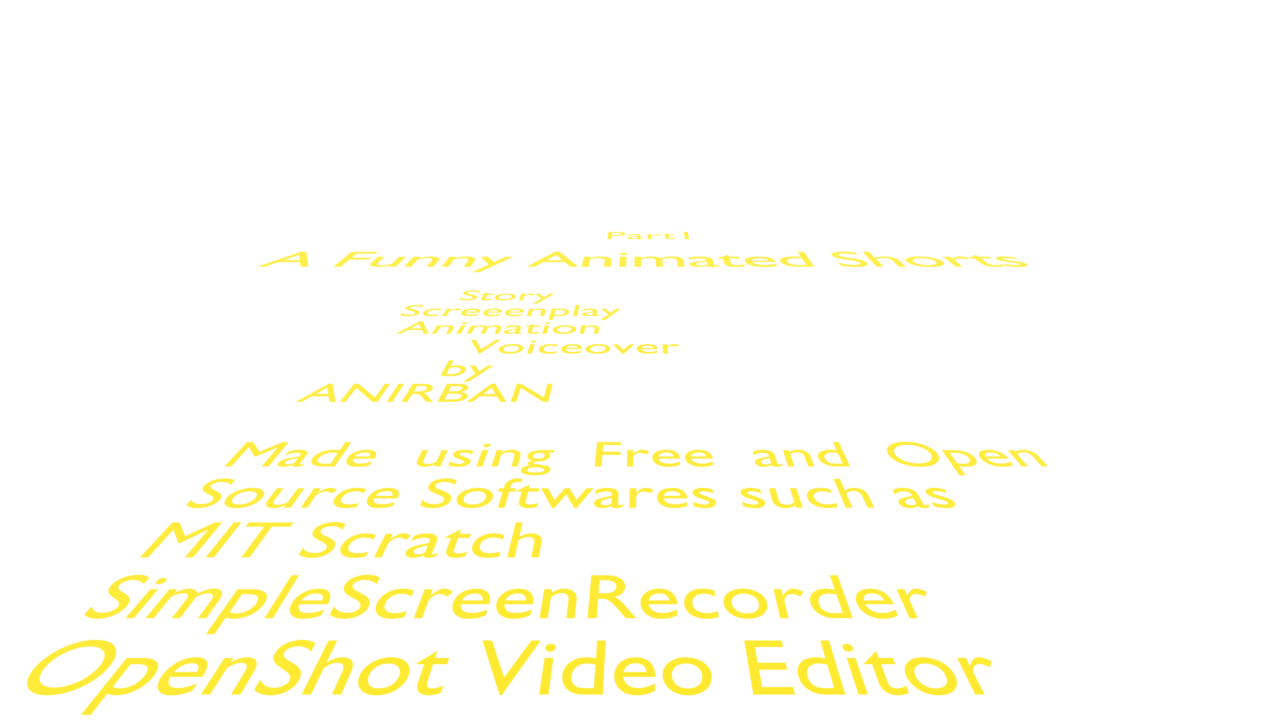 Part1
A Funny Animated Shorts
Story
Screeenplay
Animation
Voiceover
by
ANIRBAN
Made using Free and Open
Source Softwares such as
MIT Scratch
SimpleScreenRecorder
OpenShot Video Editor